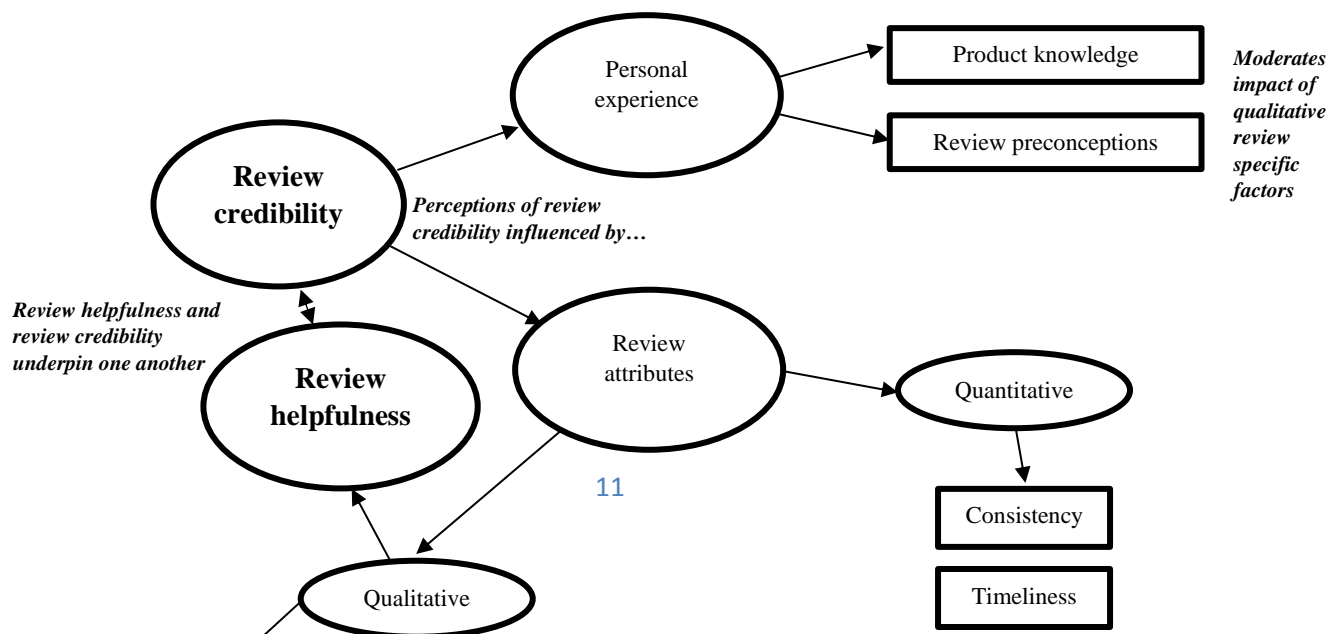 Personal
experience
Product knowledge
Review preconceptions
Moderates
impact of
qualitative
review
specific
factors
Review
credibility
Perceptions of review
credibility influenced by…
Review helpfulness and
review credibility
underpin one another
Review
helpfulness
Review
attributes
Quantitative
11
Consistency
Timeliness
Qualitative